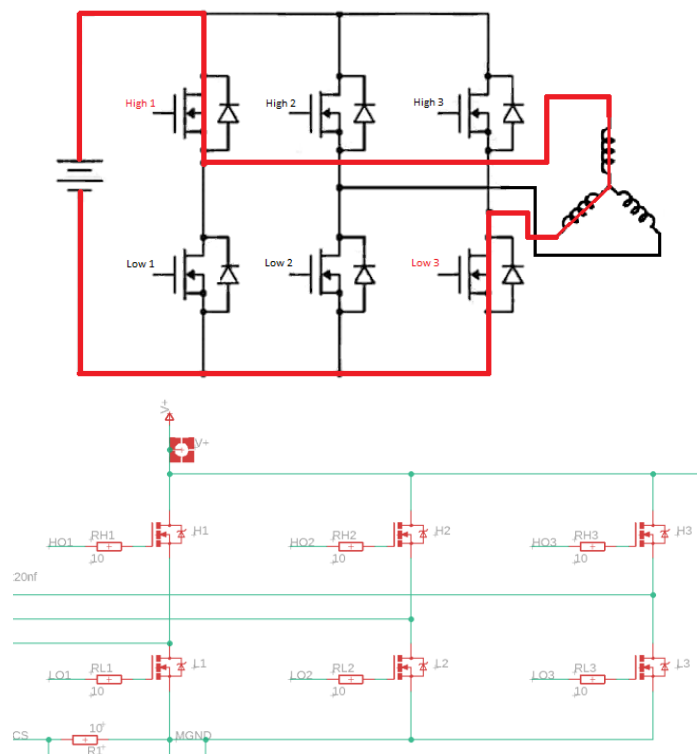 High 1
High 2
High 3
Low 1
Low 2
Low 3
V+
V+
HO1
RH1
10
H1
HO2
RH2
10
H2
HO3
RH3
10
H3
20nf
LO1
RL1
10
L1
LO2
RL2
10
L2
LO3
RL3
10
L3
CS
10
R1
MGND